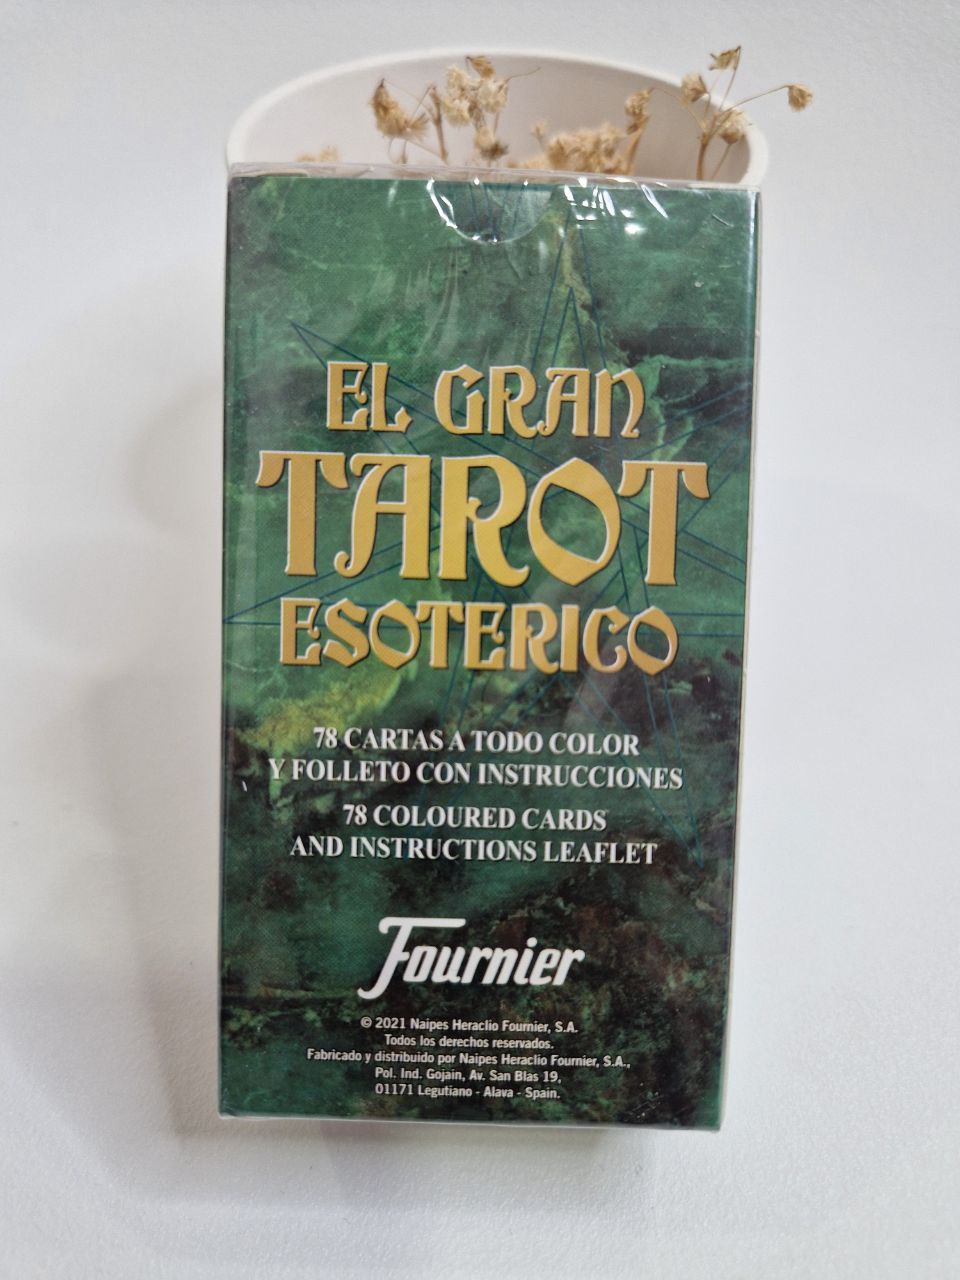 EL GRAN
TAROT
ESOTERICO
78 CARTAS A TODO COLOR
Y FOLLETO CON INSTRUCCIONES
78 COLOURED CARDS
AND INSTRUCTIONS LEAFLET
Fournier
© 2021 Naipes Heraclio Fournier, S.A.
Todos los derechos reservados.
Fabricado y distribuido por Naipes Heraclio Fournier, S.A.,
Pol. Ind. Gojain, Av. San Blas 19,
01171 Legutiano - Alava - Spain.